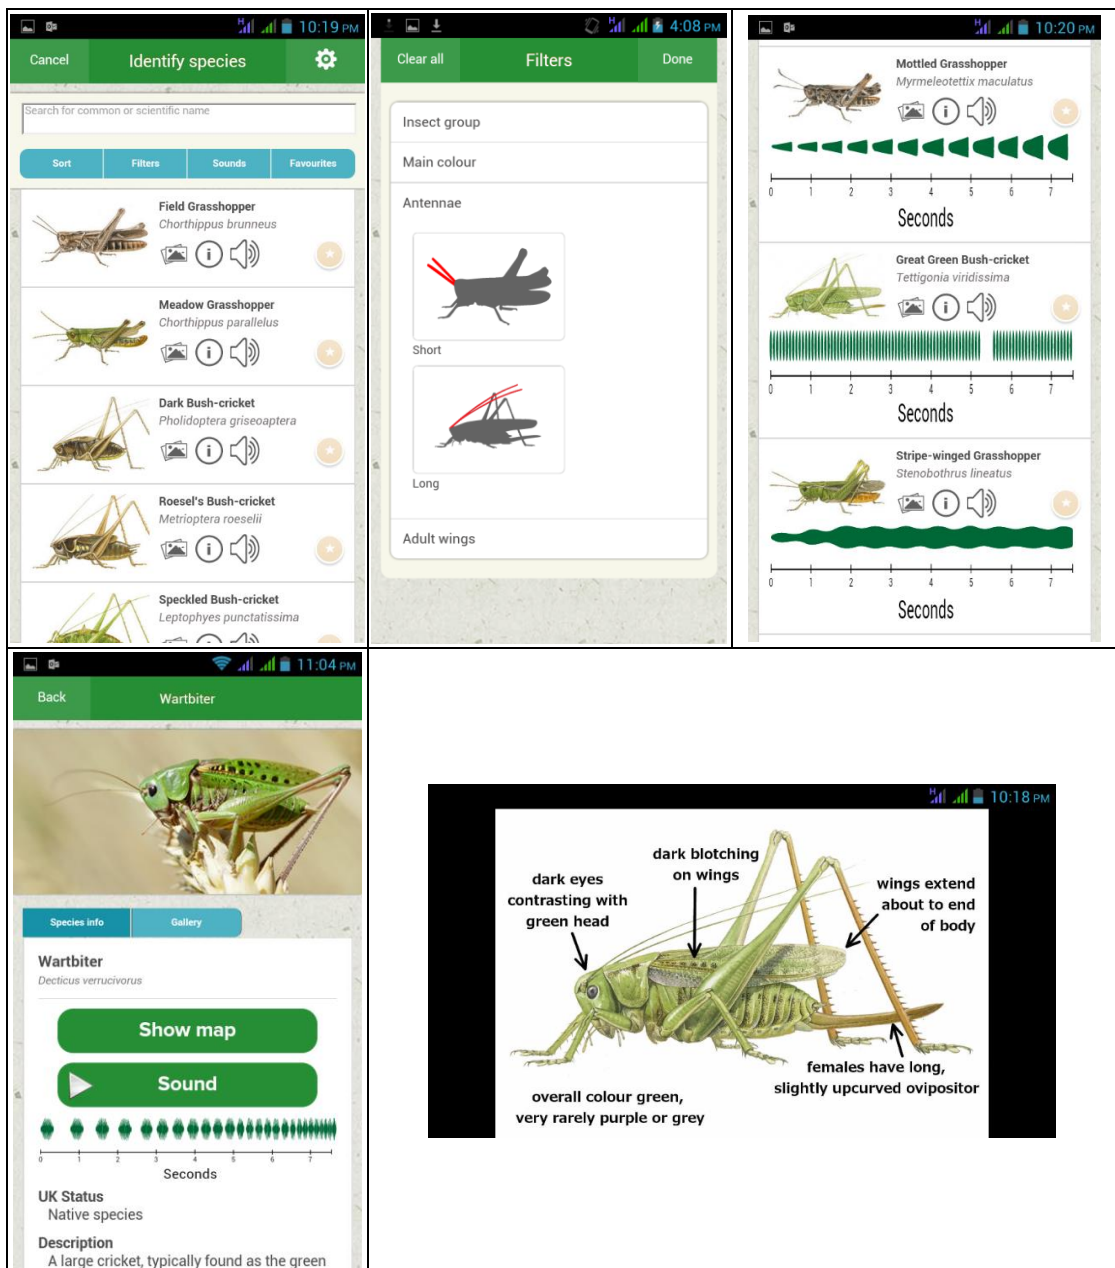 H 10:19 PM
Cancel Identify species
Search for common or scientific name
Sort Filters Sounds Favourites
Field Grasshopper
Chorthippus brunneus
i
Meadow Grasshopper
Chorthippus parallelus
i
Dark Bush-cricket
Pholidoptera griseoaptera
i
Roesel's Bush-cricket
Metrioptera roeselii
i
Speckled Bush-cricket
Leptophyes punctatissima
H 4:08 PM
Clear all Filters Done
Insect group
Main colour
Antennae
Short
Long
Adult wings
H 10:20 PM
Mottled Grasshopper
Myrmeleotettix maculatus
i
0 1 2 3 4 5 6 7
Seconds
Great Green Bush-cricket
Tettigonia viridissima
i
0 1 2 3 4 5 6 7
Seconds
Stripe-winged Grasshopper
Stenobothrus lineatus
i
0 1 2 3 4 5 6 7
Seconds
11:04 PM
Back Wartbiter
Species info Gallery
Wartbiter
Decticus verrucivorus
Show map
Sound
0 1 2 3 4 5 6 7
Seconds
UK Status
Native species
Description
A large cricket, typically found as the green
H 10:18 PM
dark eyes
contrasting with
green head
dark blotching
on wings
wings extend
about to end
of body
females have long,
slightly upcurved ovipositor
overall colour green,
very rarely purple or grey